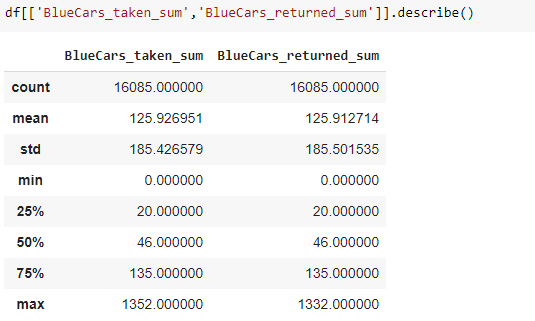 df[['BlueCars_taken_sum','BlueCars_returned_sum']].describe()
BlueCars_taken_sum BlueCars_returned_sum
count 16085.000000 16085.000000
mean 125.926951 125.912714
std 185.426579 185.501535
min 0.000000 0.000000
25% 20.000000 20.000000
50% 46.000000 46.000000
75% 135.000000 135.000000
max 1352.000000 1332.000000